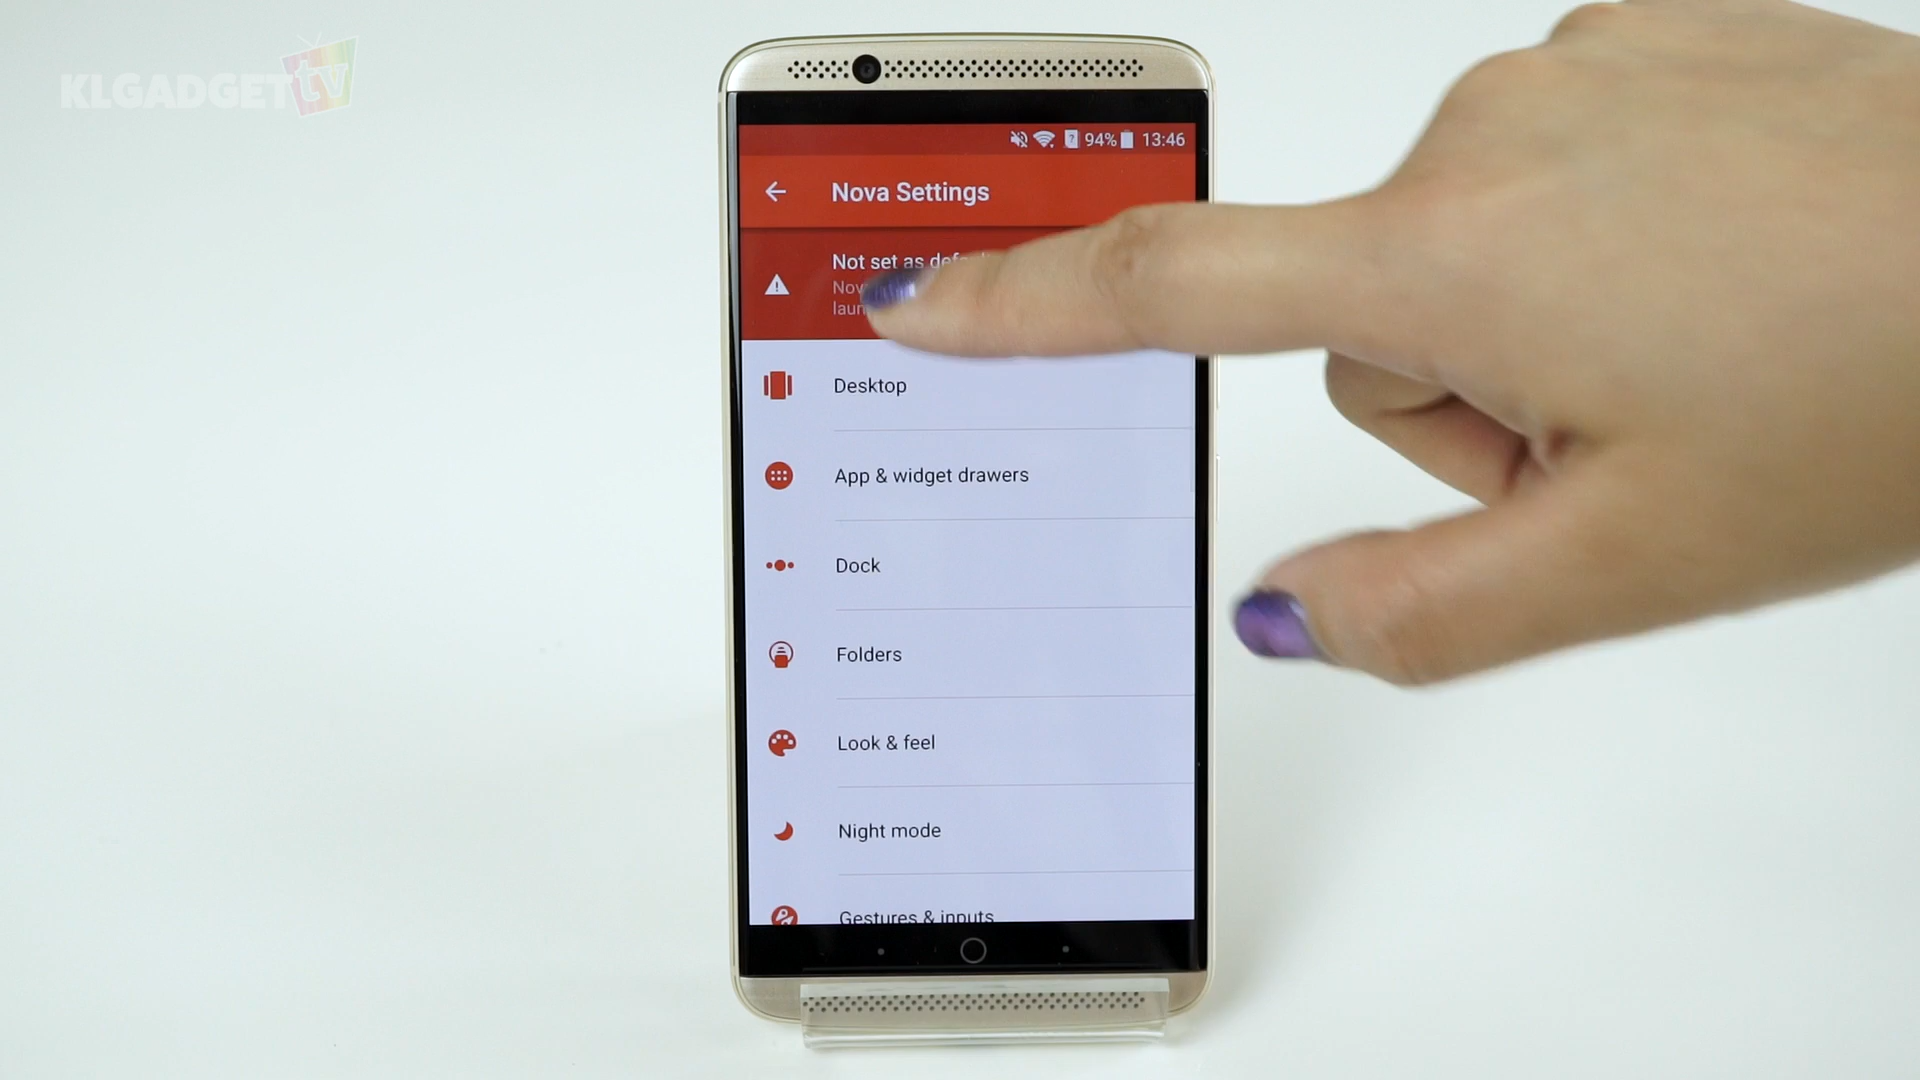 KLGADGET tv
94% 13:46
Nova Settings
Not set as
Desktop
App & widget drawers
Dock
Folders
Look & feel
Night mode
Gestures & inputs